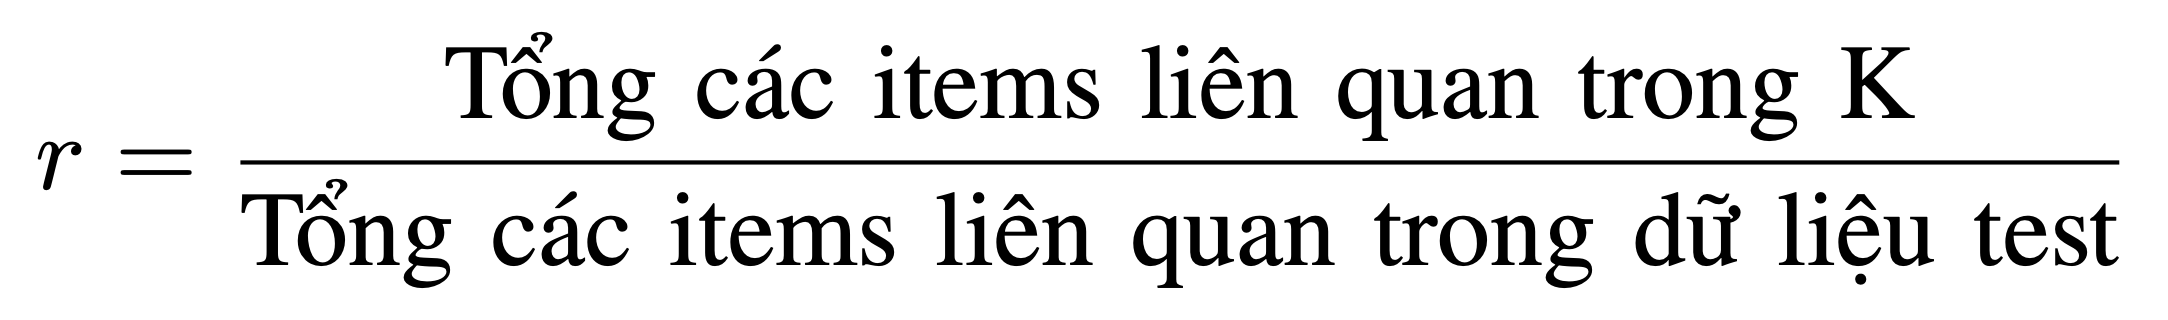 Tổng các items liên quan trong K
r =
Tổng các items liên quan trong dữ liệu test